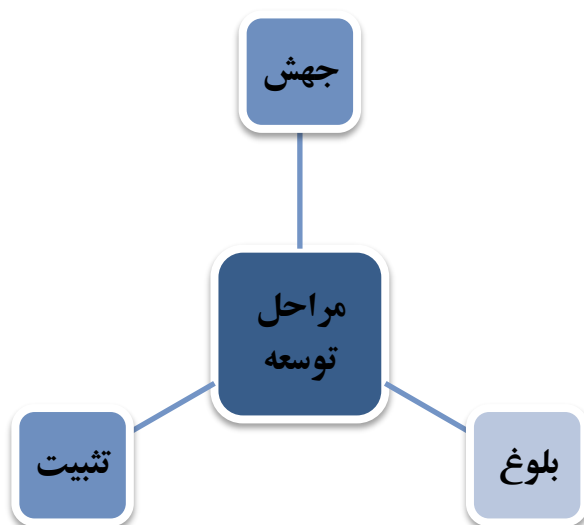 جهش
مراحل
توسعه
بلوغ
تثبیت